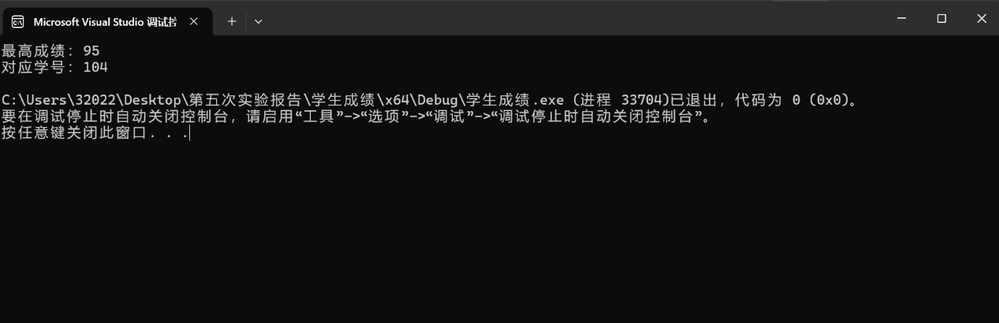 Microsoft Visual Studio 调试控
最高成绩: 95
对应学号: 104
C:\Users\32022\Desktop\第五次实验报告\学生成绩\x64\Debug\学生成绩.exe (进程 33704)已退出，代码为 0 (0x0)。
要在调试停止时自动关闭控制台，请启用“工具”->“选项”->“调试”->“调试停止时自动关闭控制台”。
按任意键关闭此窗口. . .